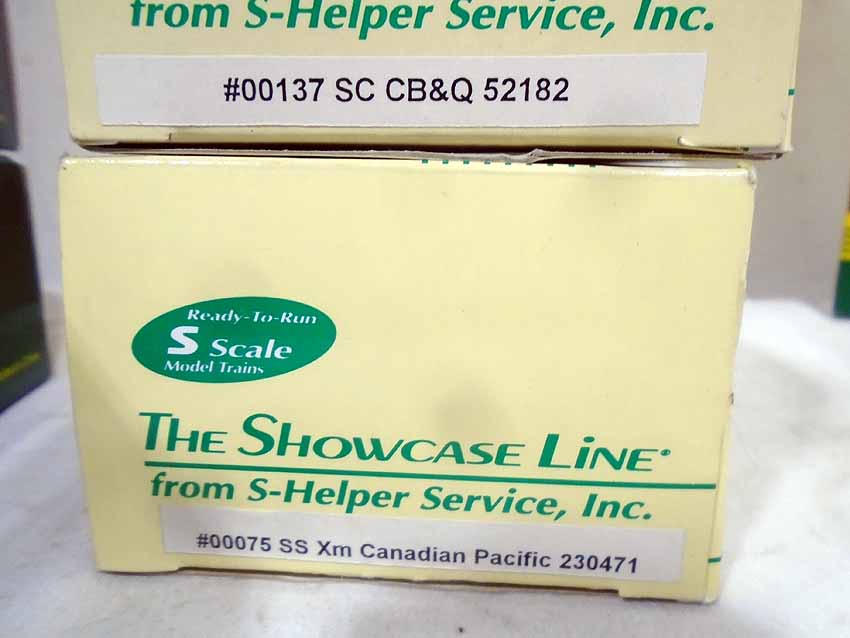 from S-Helper Service, Inc.
#00137 SC CB&Q 52182
Ready-To-Run
S Scale
Model Trains
THE SHOWCASE LiNE
from S-Helper Service, Inc.
#00075 SS Xm Canadian Pacific 230471